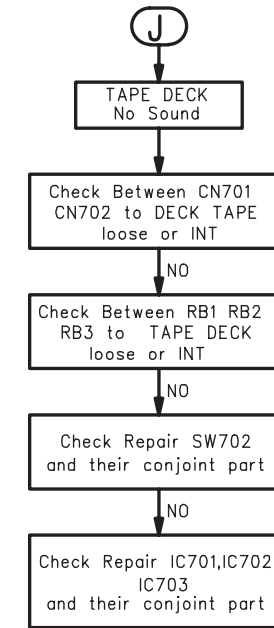 J
TAPE DECK
No Sound
Check Between CN701
CN702 to DECK TAPE
loose or INT
NO
Check Between RB1 RB2
RB3 to TAPE DECK
loose or INT
NO
Check Repair SW702
and their conjoint part
NO
Check Repair IC701,IC702
IC703
and their conjoint part